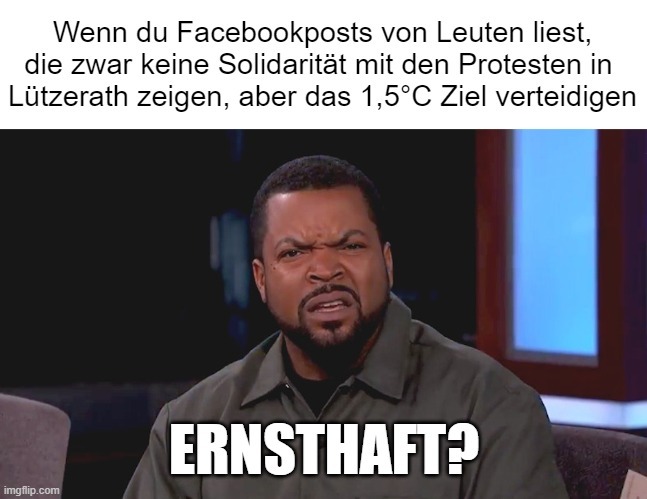 Wenn du Facebookposts von Leuten liest,
die zwar keine Solidarität mit den Protesten in
Lützerath zeigen, aber das 1,5°C Ziel verteidigen
ERNSTHAFT?
imgflip.com